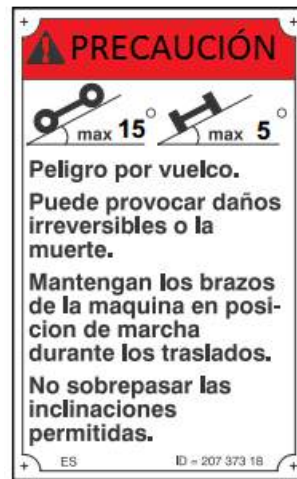 PRECAUCIÓN
max 15° max 5°
Peligro por vuelco.
Puede provocar daños
irreversibles o la
muerte.
Mantengan los brazos
de la maquina en posi-
cion de marcha
durante los traslados.
No sobrepasar las
inclinaciones
permitidas.
ES ID = 207 373 18